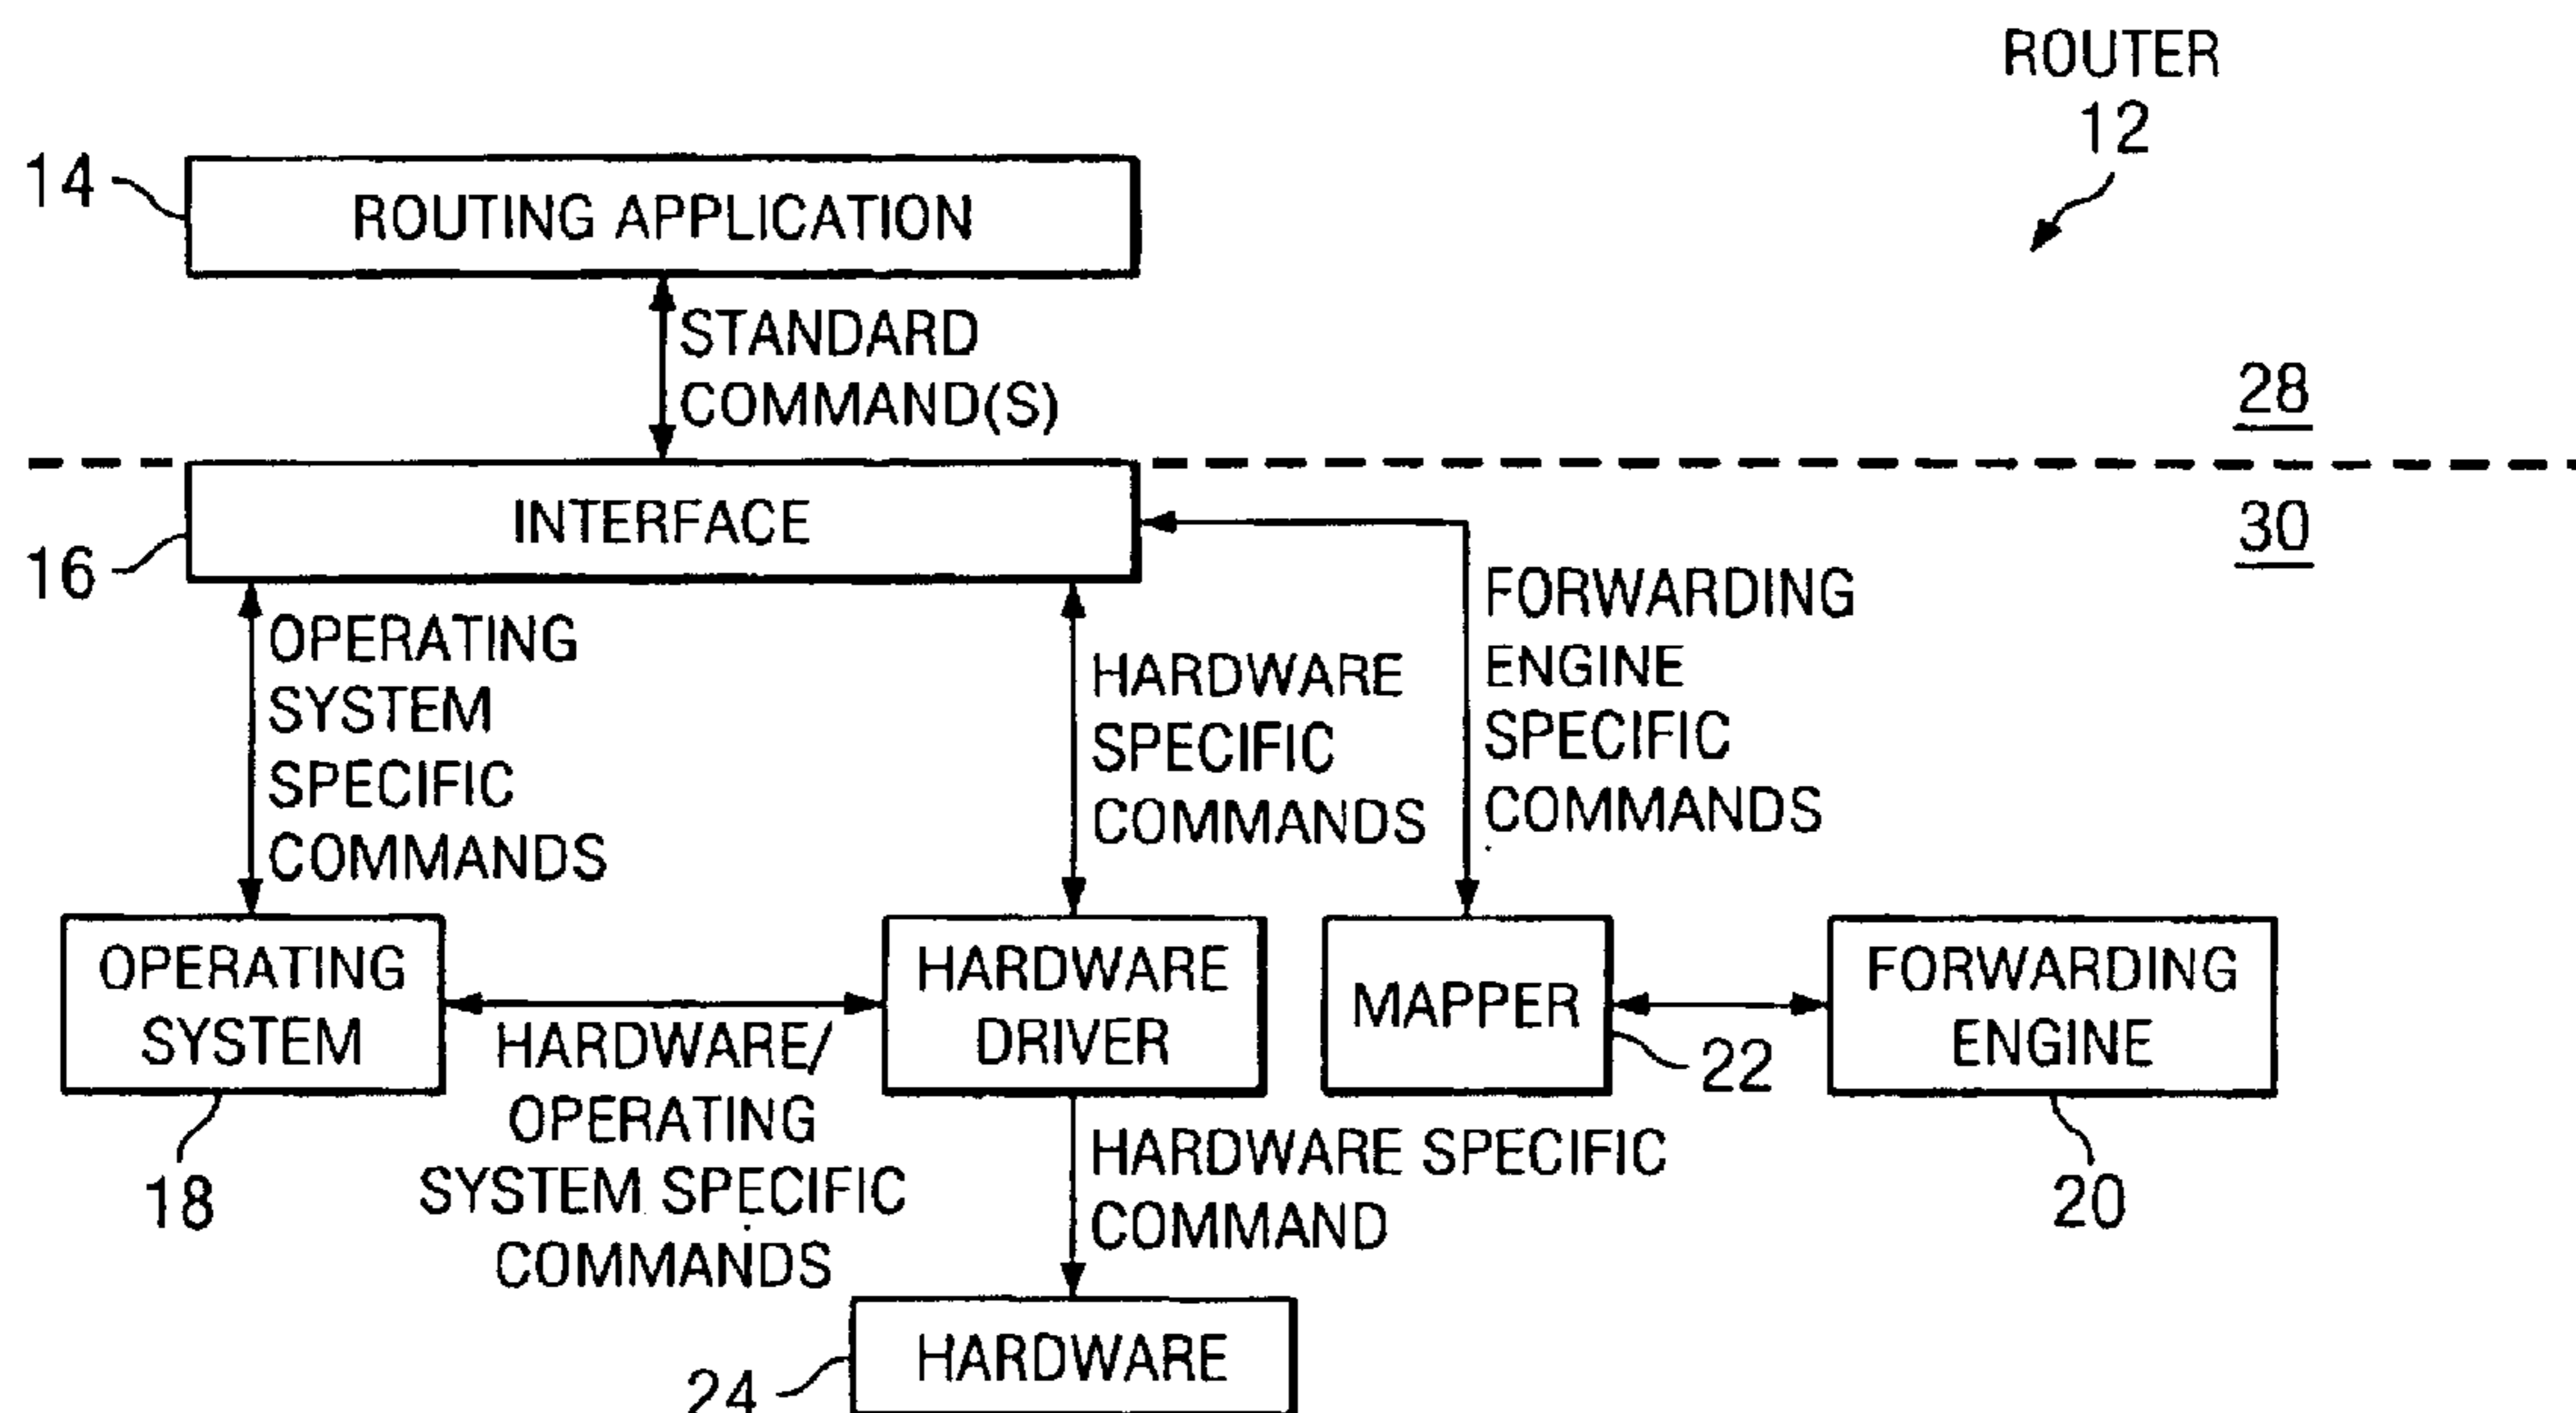 ROUTER
12
14
ROUTING APPLICATION
STANDARD
COMMAND(S)
28
INTERFACE
30
16
OPERATING
SYSTEM
SPECIFIC
COMMANDS
HARDWARE
SPECIFIC
COMMANDS
FORWARDING
ENGINE
SPECIFIC
COMMANDS
OPERATING
SYSTEM
18
HARDWARE/
OPERATING
SYSTEM SPECIFIC
COMMANDS
HARDWARE
DRIVER
MAPPER
22
FORWARDING
ENGINE
20
HARDWARE SPECIFIC
COMMAND
HARDWARE
24